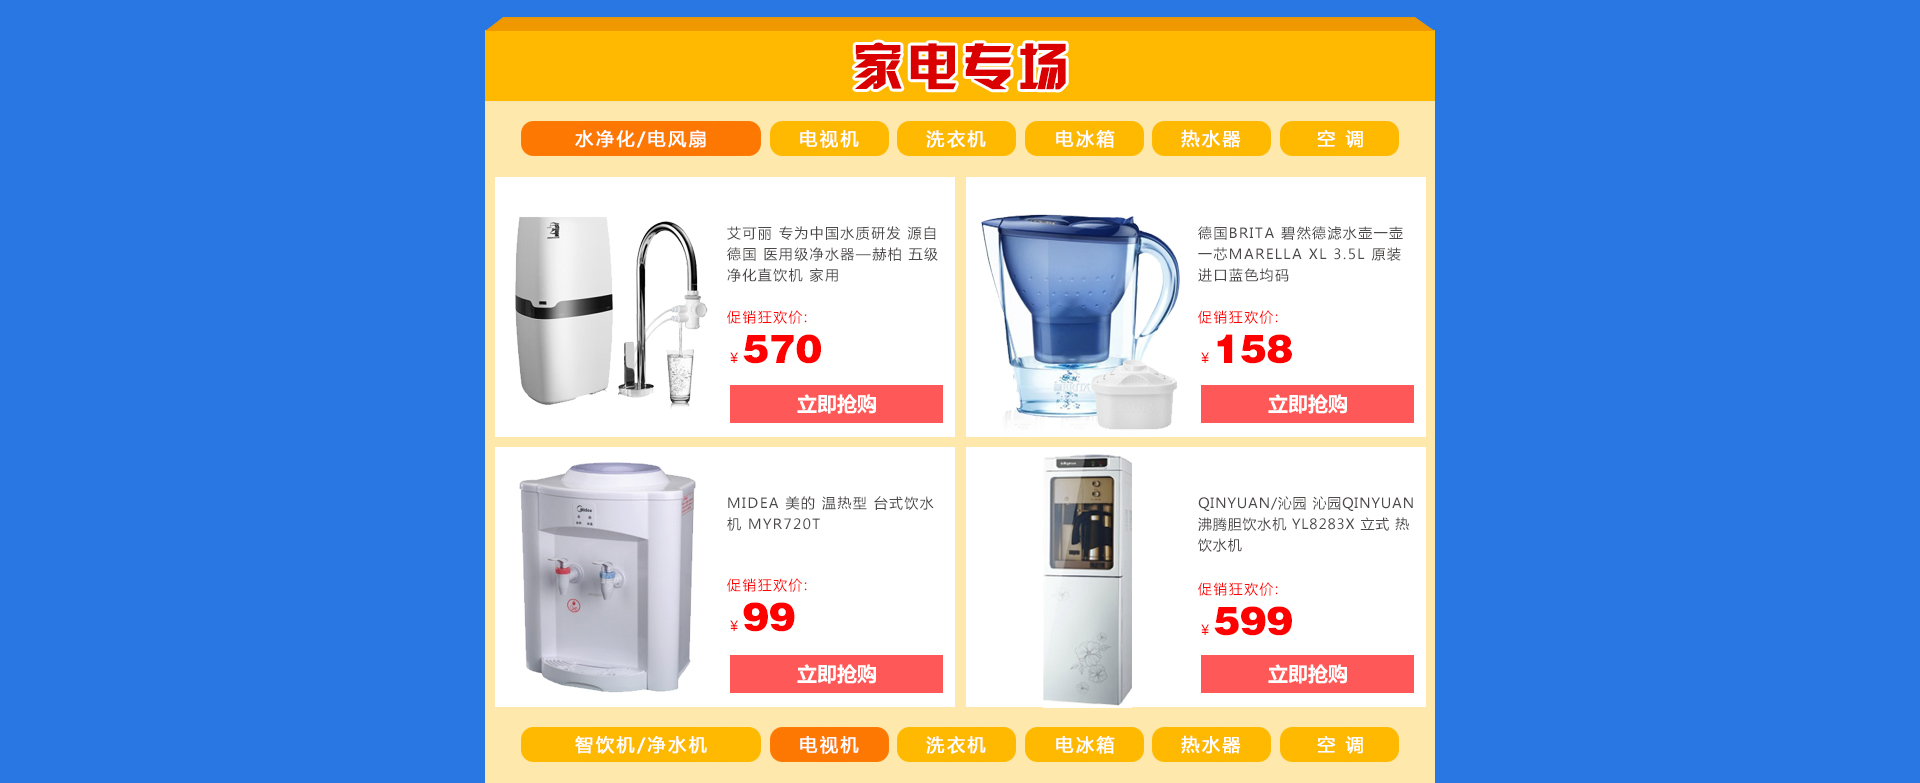 家电专场
水净化/电风扇
电视机
洗衣机
电冰箱
热水器
空 调
艾可丽 专为中国水质研发 源自
德国 医用级净水器—赫柏 五级
净化直饮机 家用
促销狂欢价:
¥ 570
立即抢购
德国BRITA 碧然德滤水壶一壶
一芯MARELLA XL 3.5L 原装
进口蓝色均码
促销狂欢价:
¥ 158
立即抢购
Midea
MIDEA 美的 温热型 台式饮水
机 MYR720T
促销狂欢价:
¥ 99
立即抢购
QINYUAN/沁园 沁园QINYUAN
沸腾胆饮水机 YL8283X 立式 热
饮水机
促销狂欢价:
¥ 599
立即抢购
智饮机/净水机
电视机
洗衣机
电冰箱
热水器
空 调